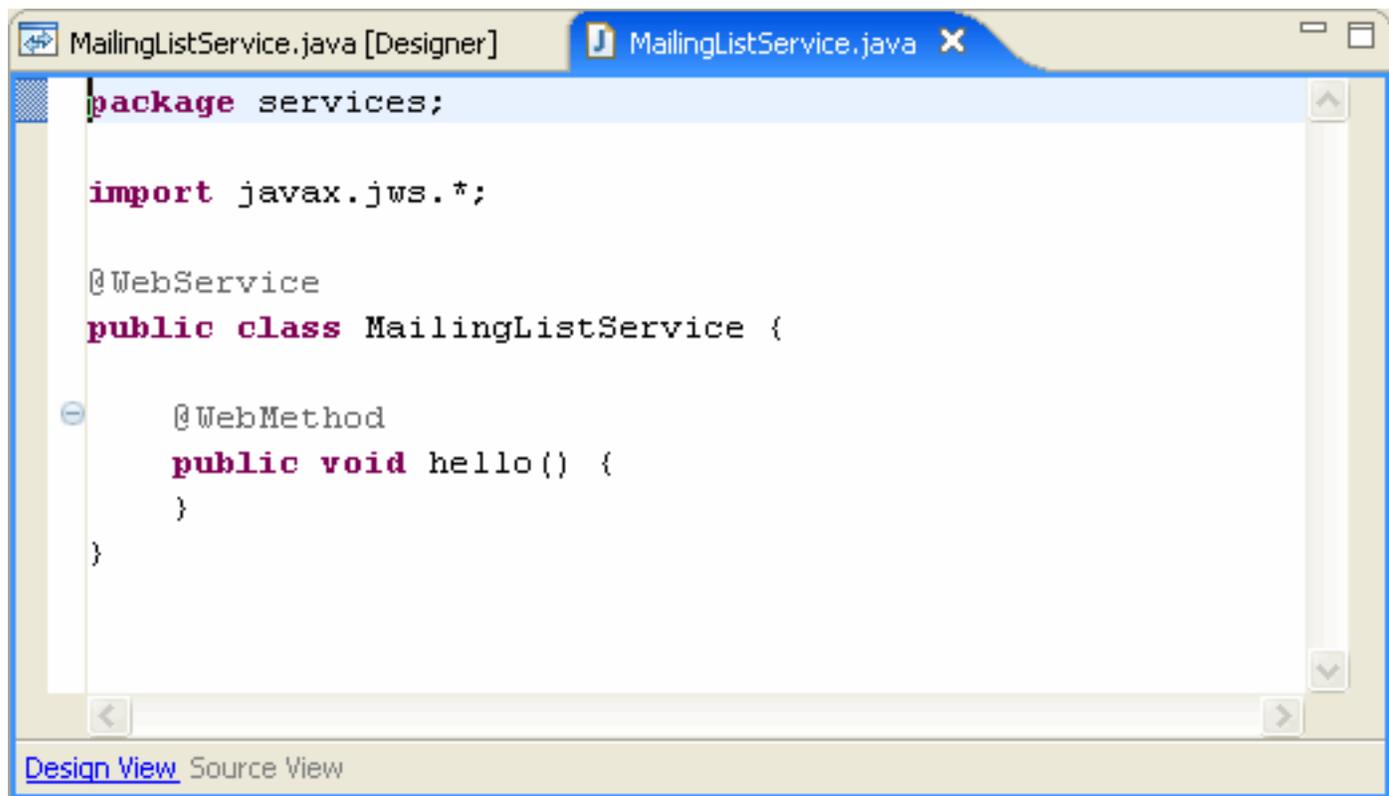 MailingListService.java [Designer] MailingListService.java
package services;
import javax.jws.*;
@WebService
public class MailingListService {
@WebMethod
public void hello() {
}
}
Design View Source View